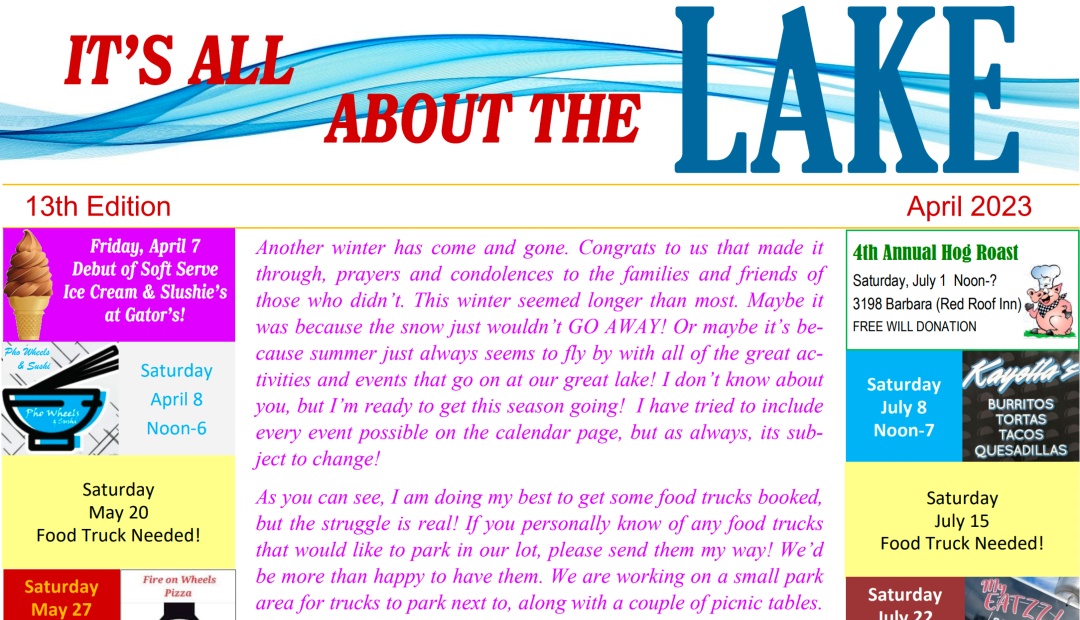 IT'S ALL
ABOUT THE
LAKE
13th Edition
April 2023
Friday, April 7
Debut of Soft Serve
Ice Cream & Slushie's
at Gator's!
Pho Wheels
& Sushi
Pho Wheels
& Sushi
Saturday
April 8
Noon-6
Saturday
May 20
Food Truck Needed!
Saturday
May 27
Fire on Wheels
Pizza
Another winter has come and gone. Congrats to us that made it
through, prayers and condolences to the families and friends of
those who didn't. This winter seemed longer than most. Maybe it
was because the snow just wouldn't GO AWAY! Or maybe it's be-
cause summer just always seems to fly by with all of the great ac-
tivities and events that go on at our great lake! I don't know about
you, but I'm ready to get this season going! I have tried to include
every event possible on the calendar page, but as always, its sub-
ject to change!
As you can see, I am doing my best to get some food trucks booked,
but the struggle is real! If you personally know of any food trucks
that would like to park in our lot, please send them my way! We'd
be more than happy to have them. We are working on a small park
area for trucks to park next to, along with a couple of picnic tables.
4th Annual Hog Roast
Saturday, July 1 Noon-?
3198 Barbara (Red Roof Inn)
FREE WILL DONATION
Saturday
July 8
Noon-7
Kayella's
BURRITOS
TORTAS
TACOS
QUESADILLAS
Saturday
July 15
Food Truck Needed!
Saturday
July 22
My
EATZZ